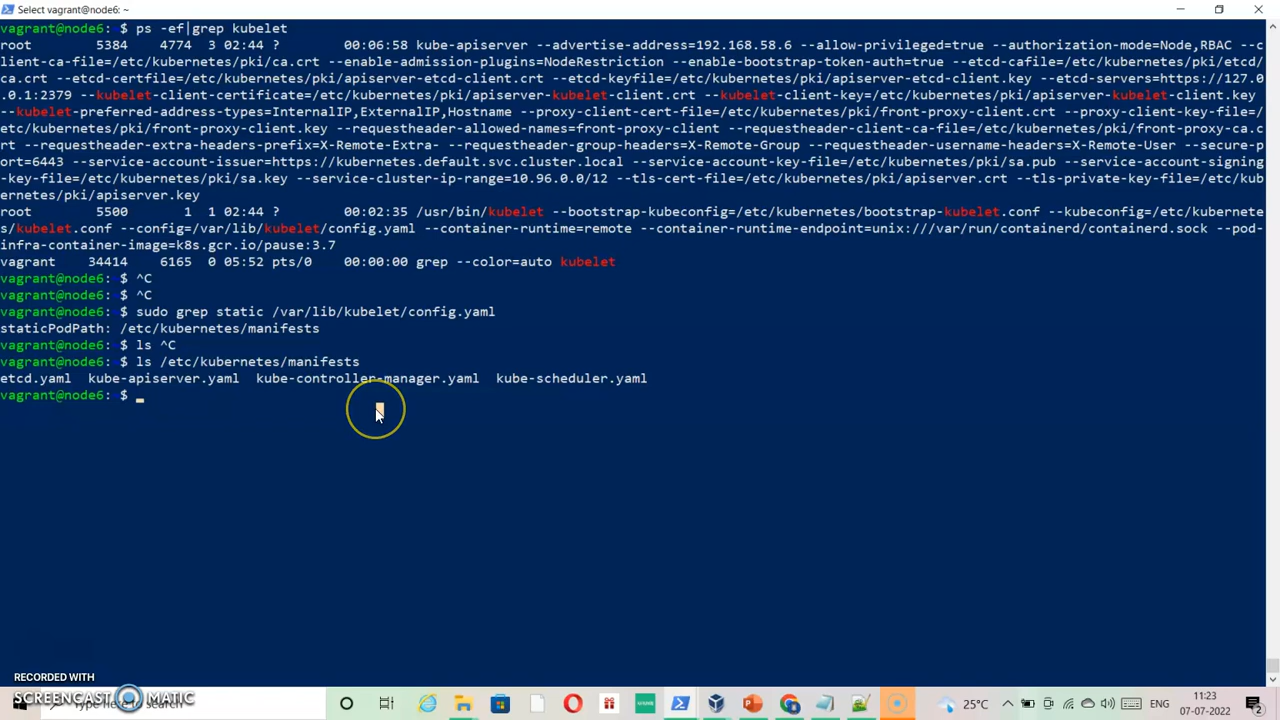 Select vagrant@node6: ~
vagrant@node6: $ ps -ef|grep kubelet
root 5384 4774 3 02:44 ? 00:06:58 kube-apiserver --advertise-address=192.168.58.6 --allow-privileged=true --authorization-mode=Node,RBAC --c
lient-ca-file=/etc/kubernetes/pki/ca.crt --enable-admission-plugins=NodeRestriction --enable-bootstrap-token-auth=true --etcd-cafile=/etc/kubernetes/pki/etcd/
ca.crt --etcd-certfile=/etc/kubernetes/pki/apiserver-etcd-client.crt --etcd-keyfile=/etc/kubernetes/pki/apiserver-etcd-client.key --etcd-servers=https://127.0
.0.1:2379 --kubelet-client-certificate=/etc/kubernetes/pki/apiserver-kubelet-client.crt --kubelet-client-key=/etc/kubernetes/pki/apiserver-kubelet-client.key
--kubelet-preferred-address-types=InternalIP,ExternalIP,Hostname --proxy-client-cert-file=/etc/kubernetes/pki/front-proxy-client.crt --proxy-client-key-file=/
etc/kubernetes/pki/front-proxy-client.key --requestheader-allowed-names=front-proxy-client --requestheader-client-ca-file=/etc/kubernetes/pki/front-proxy-ca.c
rt --requestheader-extra-headers-prefix=X-Remote-Extra- --requestheader-group-headers=X-Remote-Group --requestheader-username-headers=X-Remote-User --secure-p
ort=6443 --service-account-issuer=https://kubernetes.default.svc.cluster.local --service-account-key-file=/etc/kubernetes/pki/sa.pub --service-account-signing
-key-file=/etc/kubernetes/pki/sa.key --service-cluster-ip-range=10.96.0.0/12 --tls-cert-file=/etc/kubernetes/pki/apiserver.crt --tls-private-key-file=/etc/kub
ernetes/pki/apiserver.key
root 5500 1 1 02:44 ? 00:02:35 /usr/bin/kubelet --bootstrap-kubeconfig=/etc/kubernetes/bootstrap-kubelet.conf --kubeconfig=/etc/kubernete
s/kubelet.conf --config=/var/lib/kubelet/config.yaml --container-runtime=remote --container-runtime-endpoint=unix:///var/run/containerd/containerd.sock --pod-
infra-container-image=k8s.gcr.io/pause:3.7
vagrant 34414 6165 0 05:52 pts/0 00:00:00 grep --color=auto kubelet
vagrant@node6: $ ^C
vagrant@node6: $ ^C
vagrant@node6: $ sudo grep static /var/lib/kubelet/config.yaml
staticPodPath: /etc/kubernetes/manifests
vagrant@node6: $ ls ^C
vagrant@node6: $ ls /etc/kubernetes/manifests
etcd.yaml kube-apiserver.yaml kube-controller-manager.yaml kube-scheduler.yaml
vagrant@node6: $
RECORDED WITH
SCREENCAST MATIC
25°C
ENG
11:23
07-07-2022
2